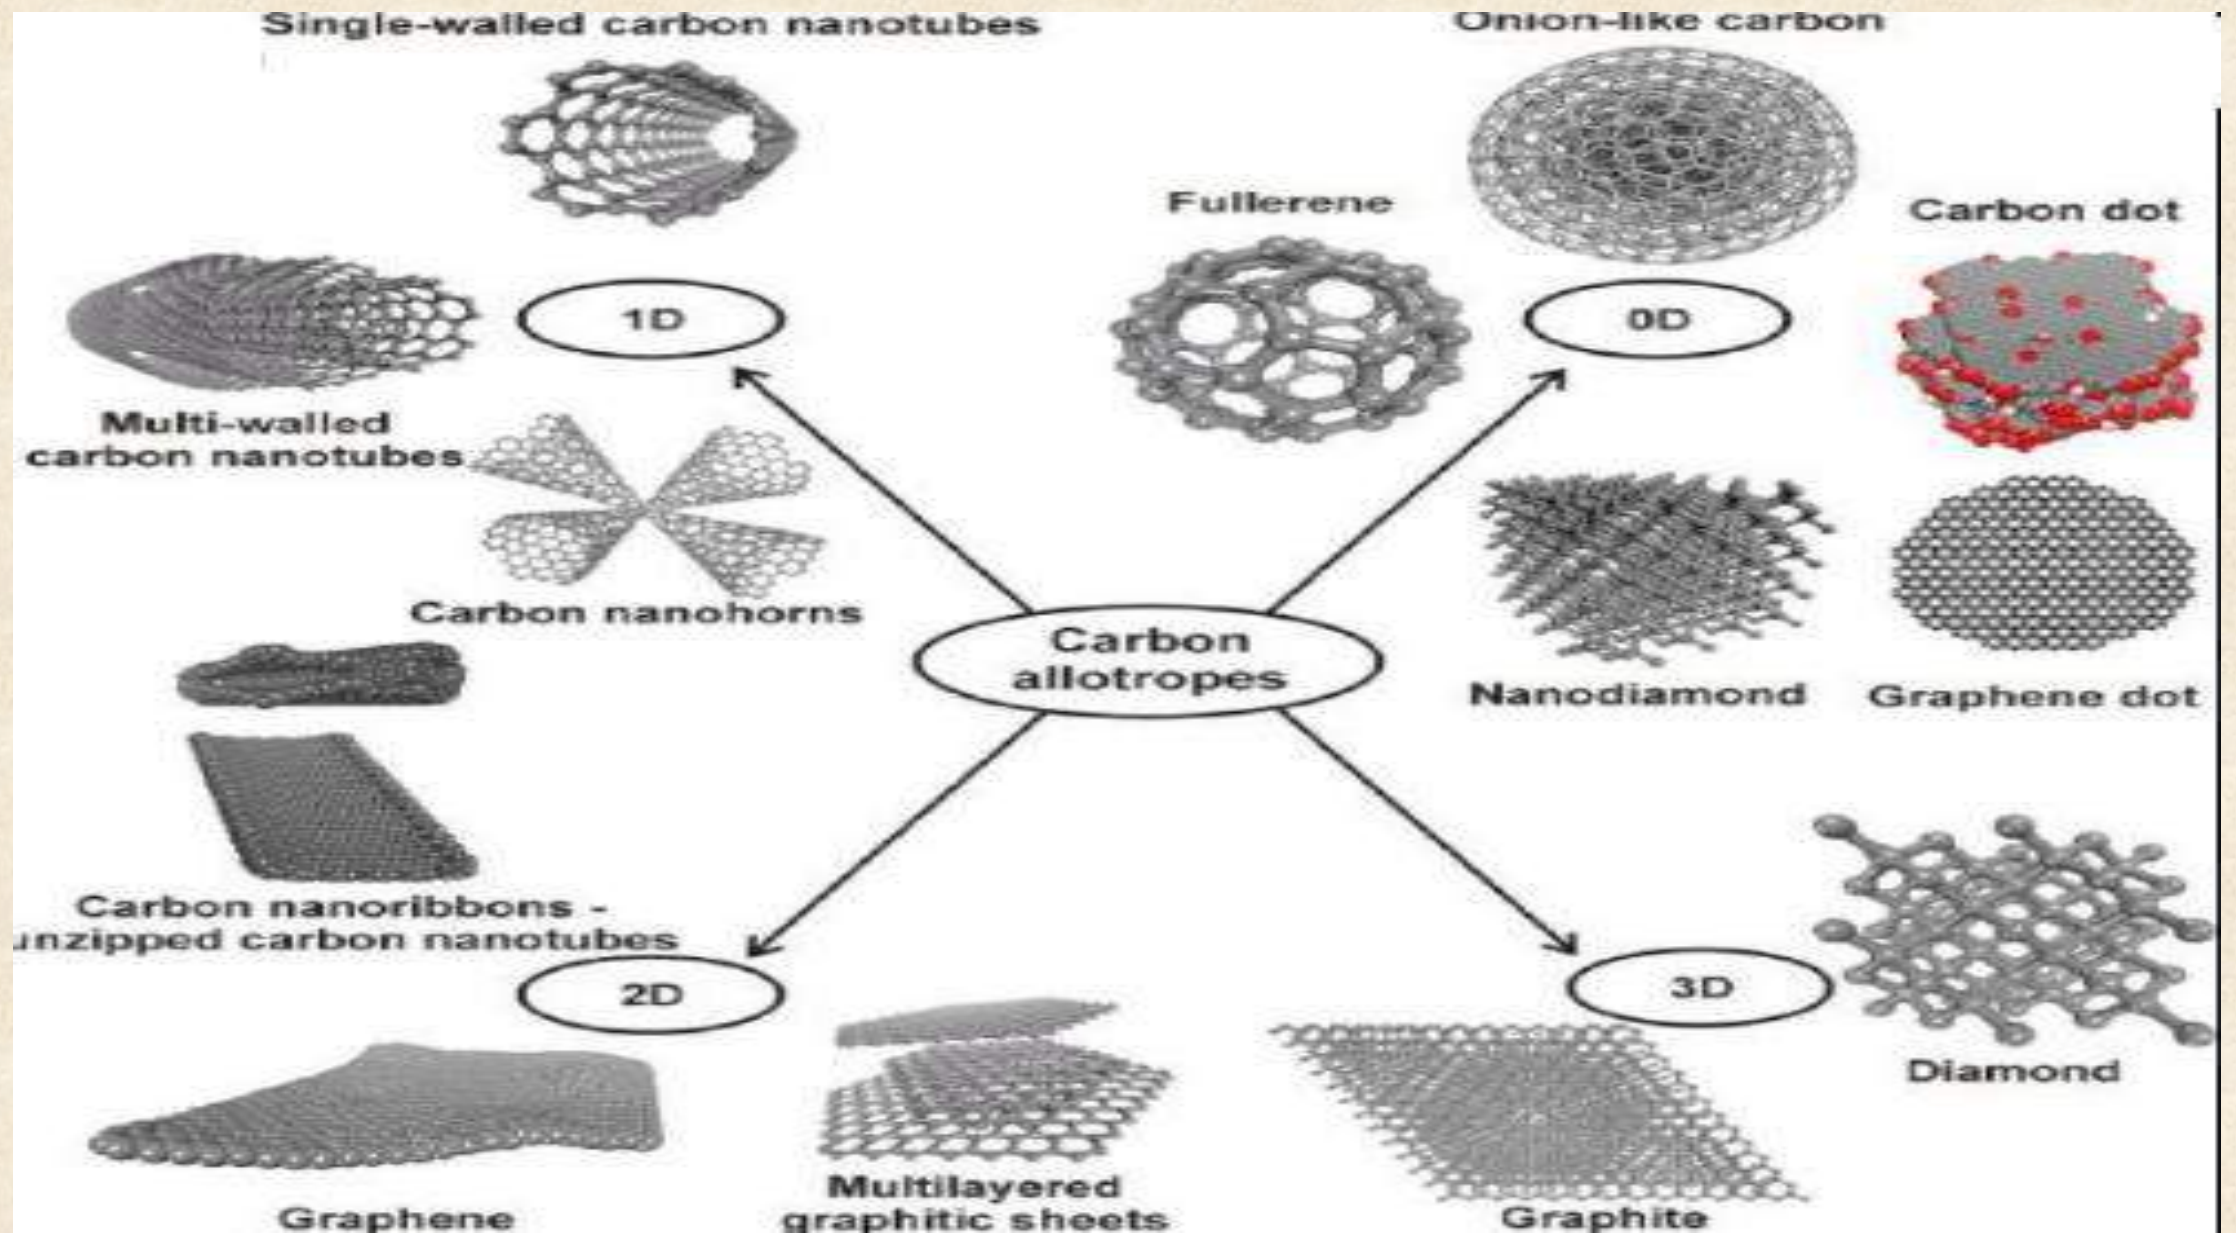 Single-walled carbon nanotubes
Onion-like carbon
Fullerene
Carbon dot
1D
0D
Multi-walled
carbon nanotubes
Carbon nanohorns
Carbon
allotropes
Nanodiamond
Graphene dot
Carbon nanoribbons -
unzipped carbon nanotubes
2D
3D
Diamond
Multilayered
graphitic sheets
Graphene
Graphite